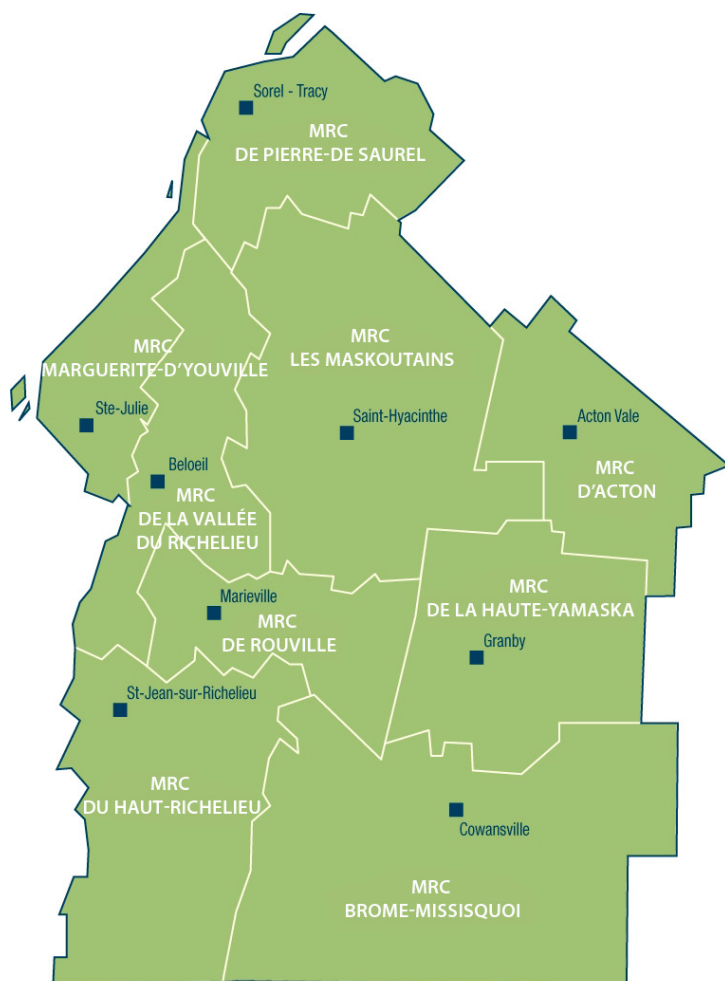 Sorel - Tracy
MRC
DE PIERRE-DE SAUREL
MRC
MARGUERITE-D'YOUVILLE
MRC
LES MASKOUTAINS
Ste-Julie
Saint-Hyacinthe
Acton Vale
Beloeil
MRC
D'ACTON
MRC
DE LA VALLÉE
DU RICHELIEU
Marieville
MRC
DE ROUVILLE
MRC
DE LA HAUTE-YAMASKA
Granby
St-Jean-sur-Richelieu
MRC
DU HAUT-RICHELIEU
Cowansville
MRC
BROME-MISSISQUOI